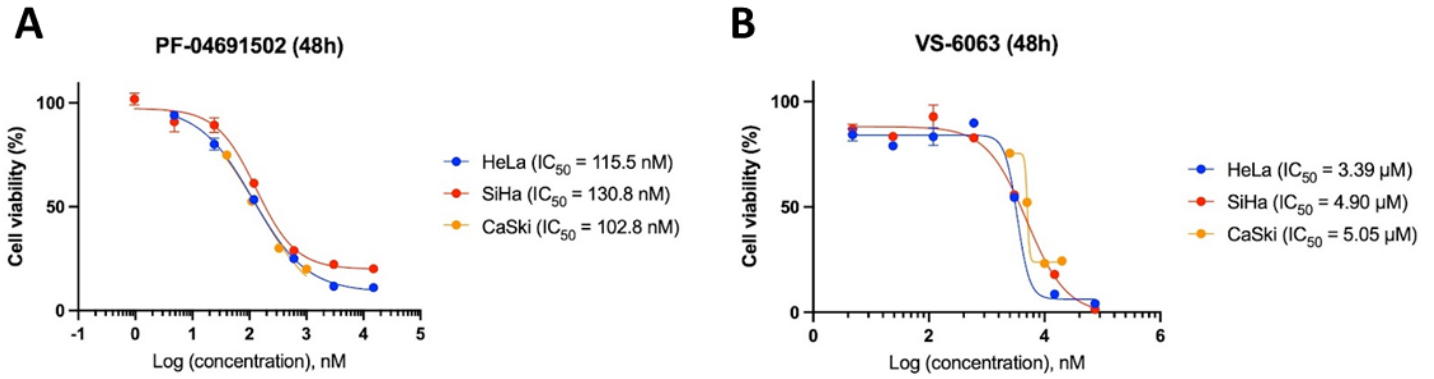 A
PF-04691502 (48h)
Cell viability (%)
100
50
0
-1 0 1 2 3 4 5
Log (concentration), nM
HeLa (IC50 = 115.5 nM)
SiHa (IC50 = 130.8 nM)
CaSki (IC50 = 102.8 nM)
B
VS-6063 (48h)
Cell viability (%)
100
50
0
0 2 4 6
Log (concentration), nM
HeLa (IC50 = 3.39 µM)
SiHa (IC50 = 4.90 µM)
CaSki (IC50 = 5.05 µM)